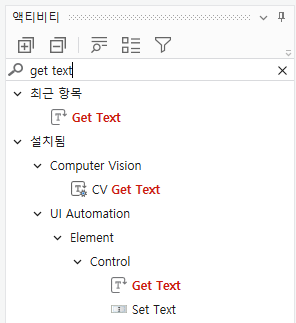 액티비티
get text
최근 항목
Get Text
설치됨
Computer Vision
CV Get Text
UI Automation
Element
Control
Get Text
Set Text